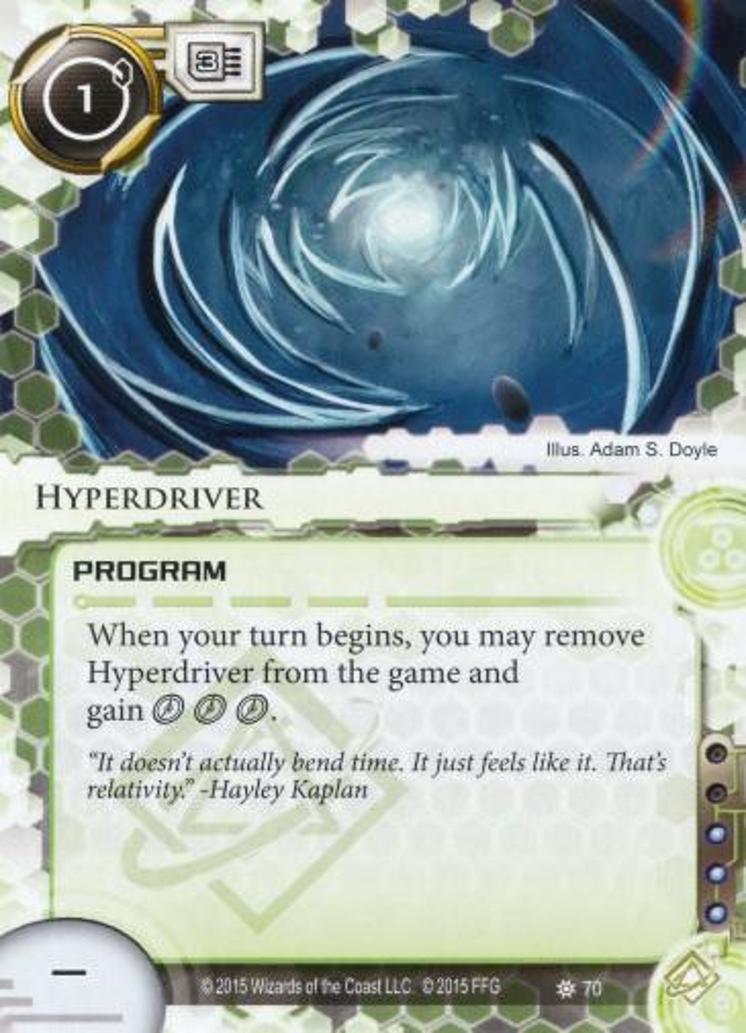 1
3
Illus. Adam S. Doyle
HYPERDRIVER
PROGRAM
When your turn begins, you may remove
Hyperdriver from the game and
gain .
“It doesn’t actually bend time. It just feels like it. That’s
relativity.” -Hayley Kaplan
–
© 2015 Wizards of the Coast LLC. © 2015 FFG
70